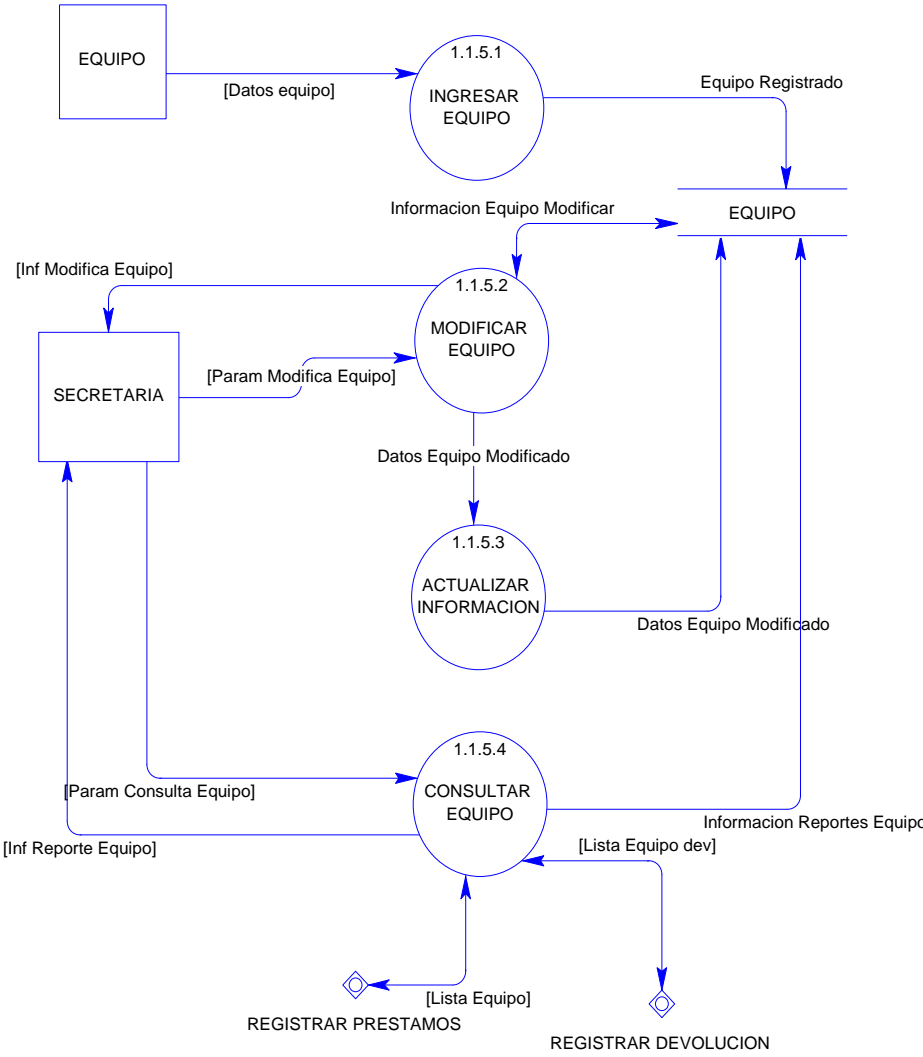 1.1.5.1
EQUIPO
INGRESAR
EQUIPO
[Datos equipo]
Equipo Registrado
Informacion Equipo Modificar
EQUIPO
[Inf Modifica Equipo]
1.1.5.2
MODIFICAR
EQUIPO
[Param Modifica Equipo]
SECRETARIA
Datos Equipo Modificado
1.1.5.3
ACTUALIZAR
INFORMACION
Datos Equipo Modificado
1.1.5.4
CONSULTAR
EQUIPO
[Param Consulta Equipo]
Informacion Reportes Equipo
[Inf Reporte Equipo]
[Lista Equipo dev]
[Lista Equipo]
REGISTRAR PRESTAMOS
REGISTRAR DEVOLUCION